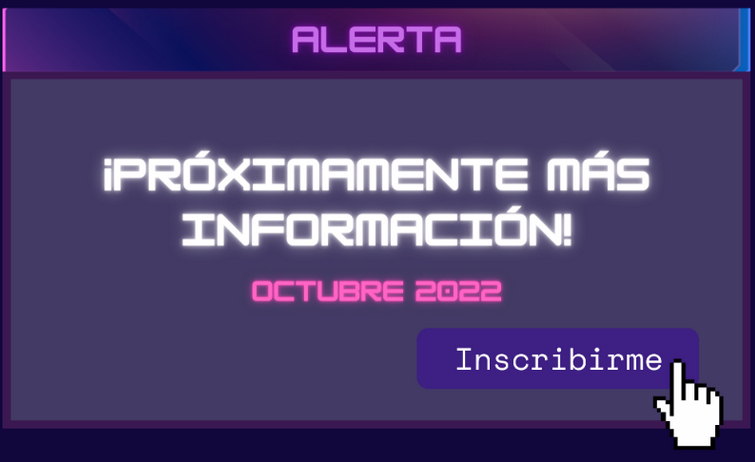 ALERTA
¡PRÓXIMAMENTE MÁS
INFORMACIÓN!
OCTUBRE 2022
Inscribirme